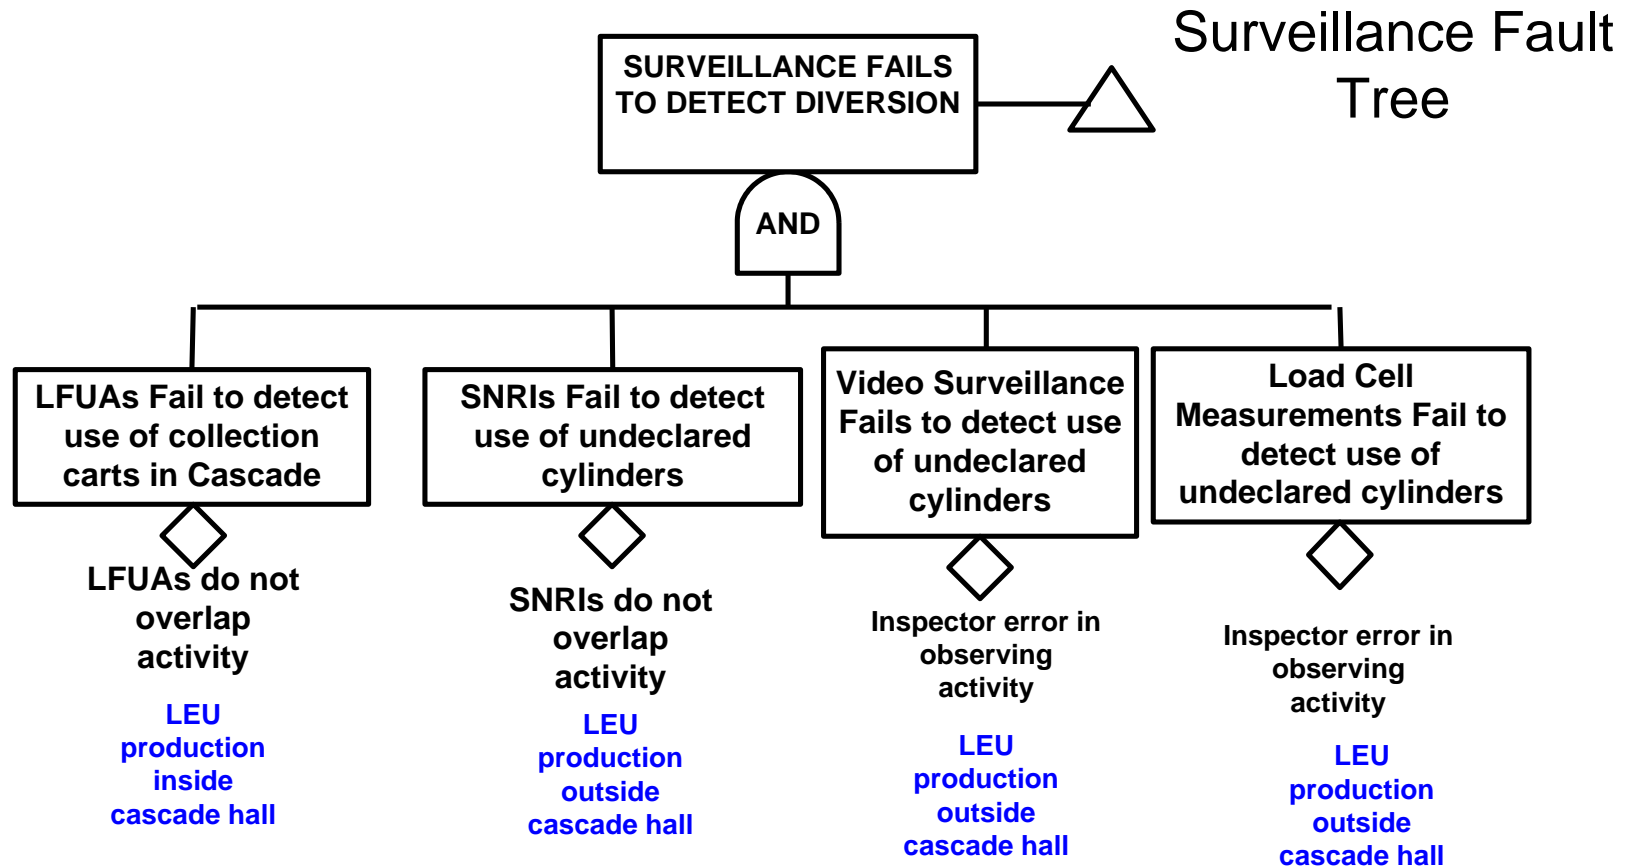 Surveillance Fault
Tree
SURVEILLANCE FAILS
TO DETECT DIVERSION
AND
LFUAs Fail to detect
use of collection
carts in Cascade
SNRIs Fail to detect
use of undeclared
cylinders
Video Surveillance
Fails to detect use
of undeclared
cylinders
Load Cell
Measurements Fail to
detect use of
undeclared cylinders
LFUAs do not
overlap
activity
SNRIs do not
overlap
activity
Inspector error in
observing
activity
Inspector error in
observing
activity
LEU
production
inside
cascade hall
LEU
production
outside
cascade hall
LEU
production
outside
cascade hall
LEU
production
outside
cascade hall